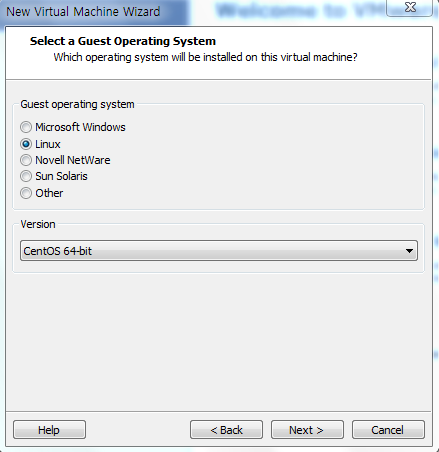 New Virtual Machine Wizard
Welcome to VMware
Select a Guest Operating System
Which operating system will be installed on this virtual machine?
Guest operating system
Microsoft Windows
Linux
Novell NetWare
Sun Solaris
Other
Version
CentOS 64-bit
Help
< Back
Next >
Cancel